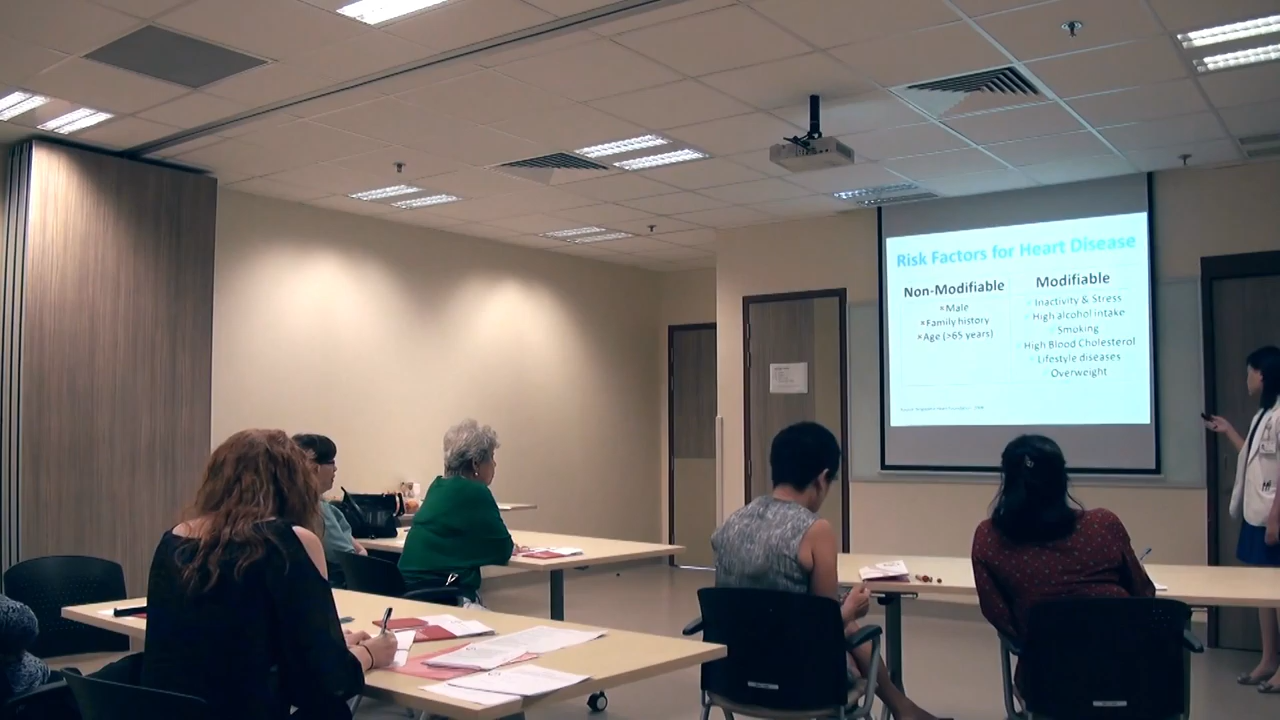 Risk Factors for Heart Disease
Non-Modifiable
×Male
×Family history
×Age (>65 years)
Modifiable
Inactivity & Stress
High alcohol intake
Smoking
High Blood Cholesterol
Lifestyle diseases
Overweight